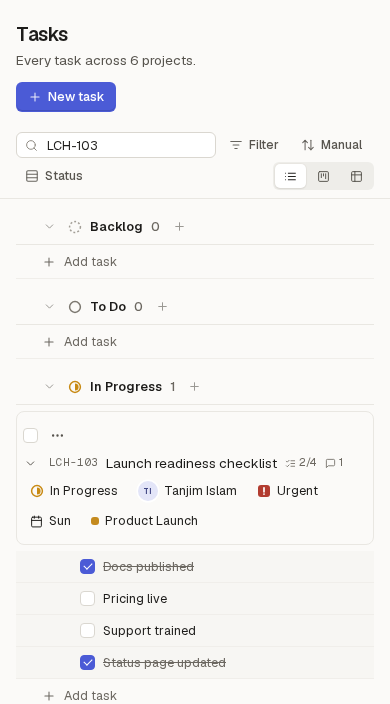 Tasks
Every task across 6 projects.
New task
LCH-103
Filter
Manual
Status
Backlog 0
Add task
To Do 0
Add task
In Progress 1
LCH-103 Launch readiness checklist 2/4 1
In Progress TI Tanjim Islam Urgent
Sun Product Launch
Docs published
Pricing live
Support trained
Status page updated
Add task